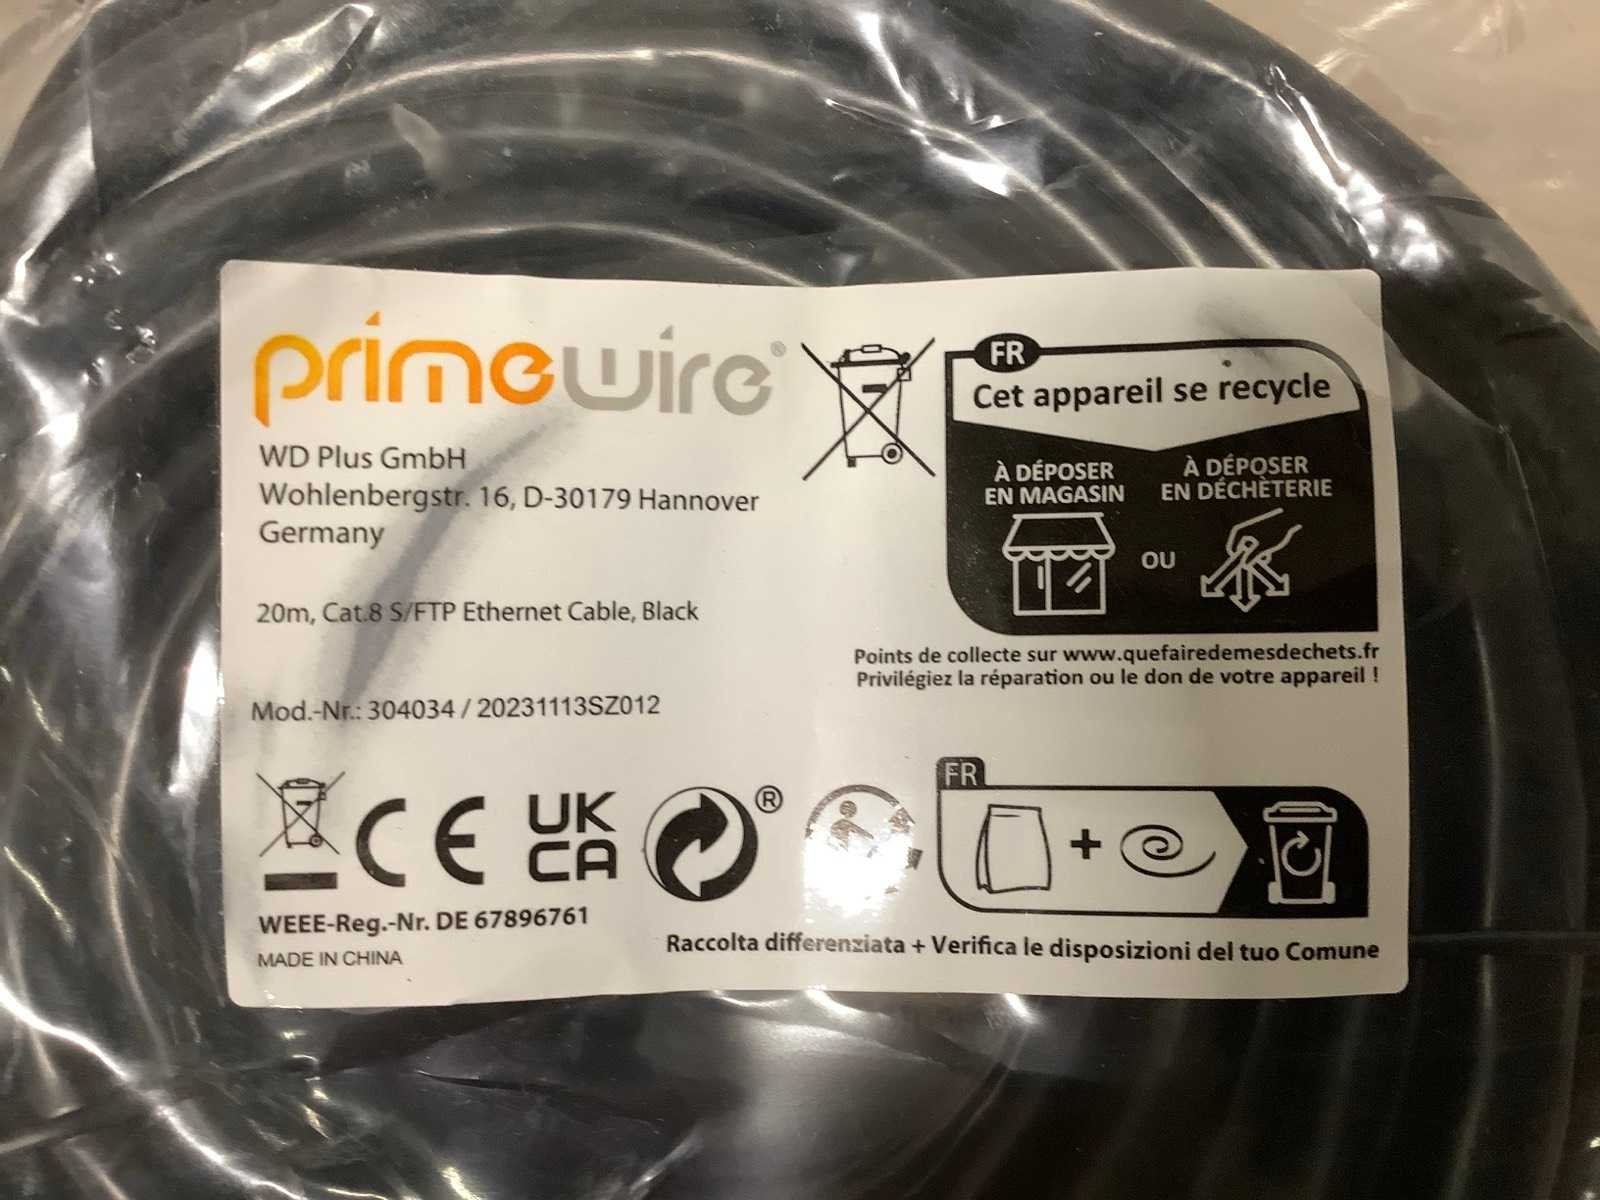 primewire®
WD Plus GmbH
Wohlenbergstr. 16, D-30179 Hannover
Germany
20m, Cat.8 S/FTP Ethernet Cable, Black
Mod.-Nr.: 304034 / 20231113SZ012
FR
Cet appareil se recycle
À DÉPOSER
EN MAGASIN
OU
À DÉPOSER
EN DÉCHÈTERIE
Points de collecte sur www.quefairedemesdechets.fr
Privilégiez la réparation ou le don de votre appareil !
CE
UK
CA
®
FR
+
WEEE-Reg.-Nr. DE 67896761
MADE IN CHINA
Raccolta differenziata + Verifica le disposizioni del tuo Comune